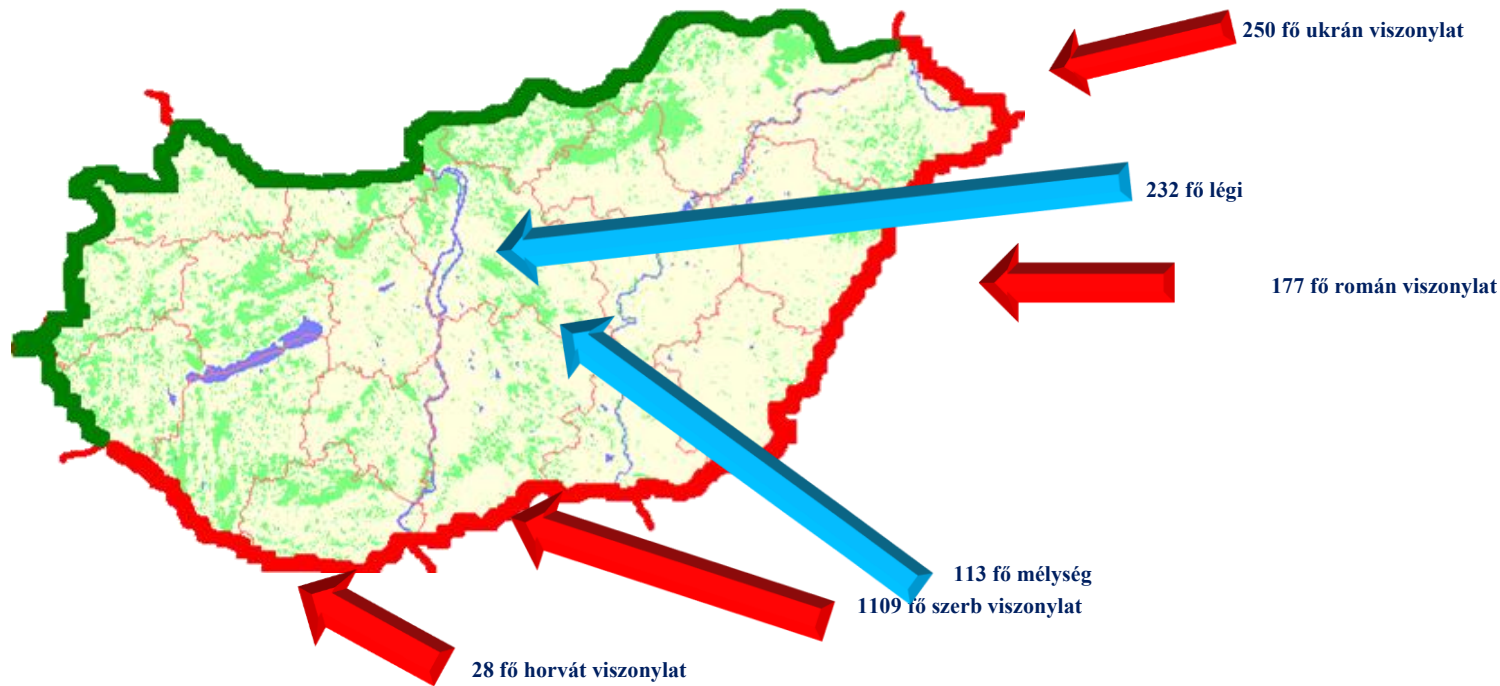 250 fő ukrán viszonylat
232 fő légi
177 fő román viszonylat
113 fő mélység
1109 fő szerb viszonylat
28 fő horvát viszonylat